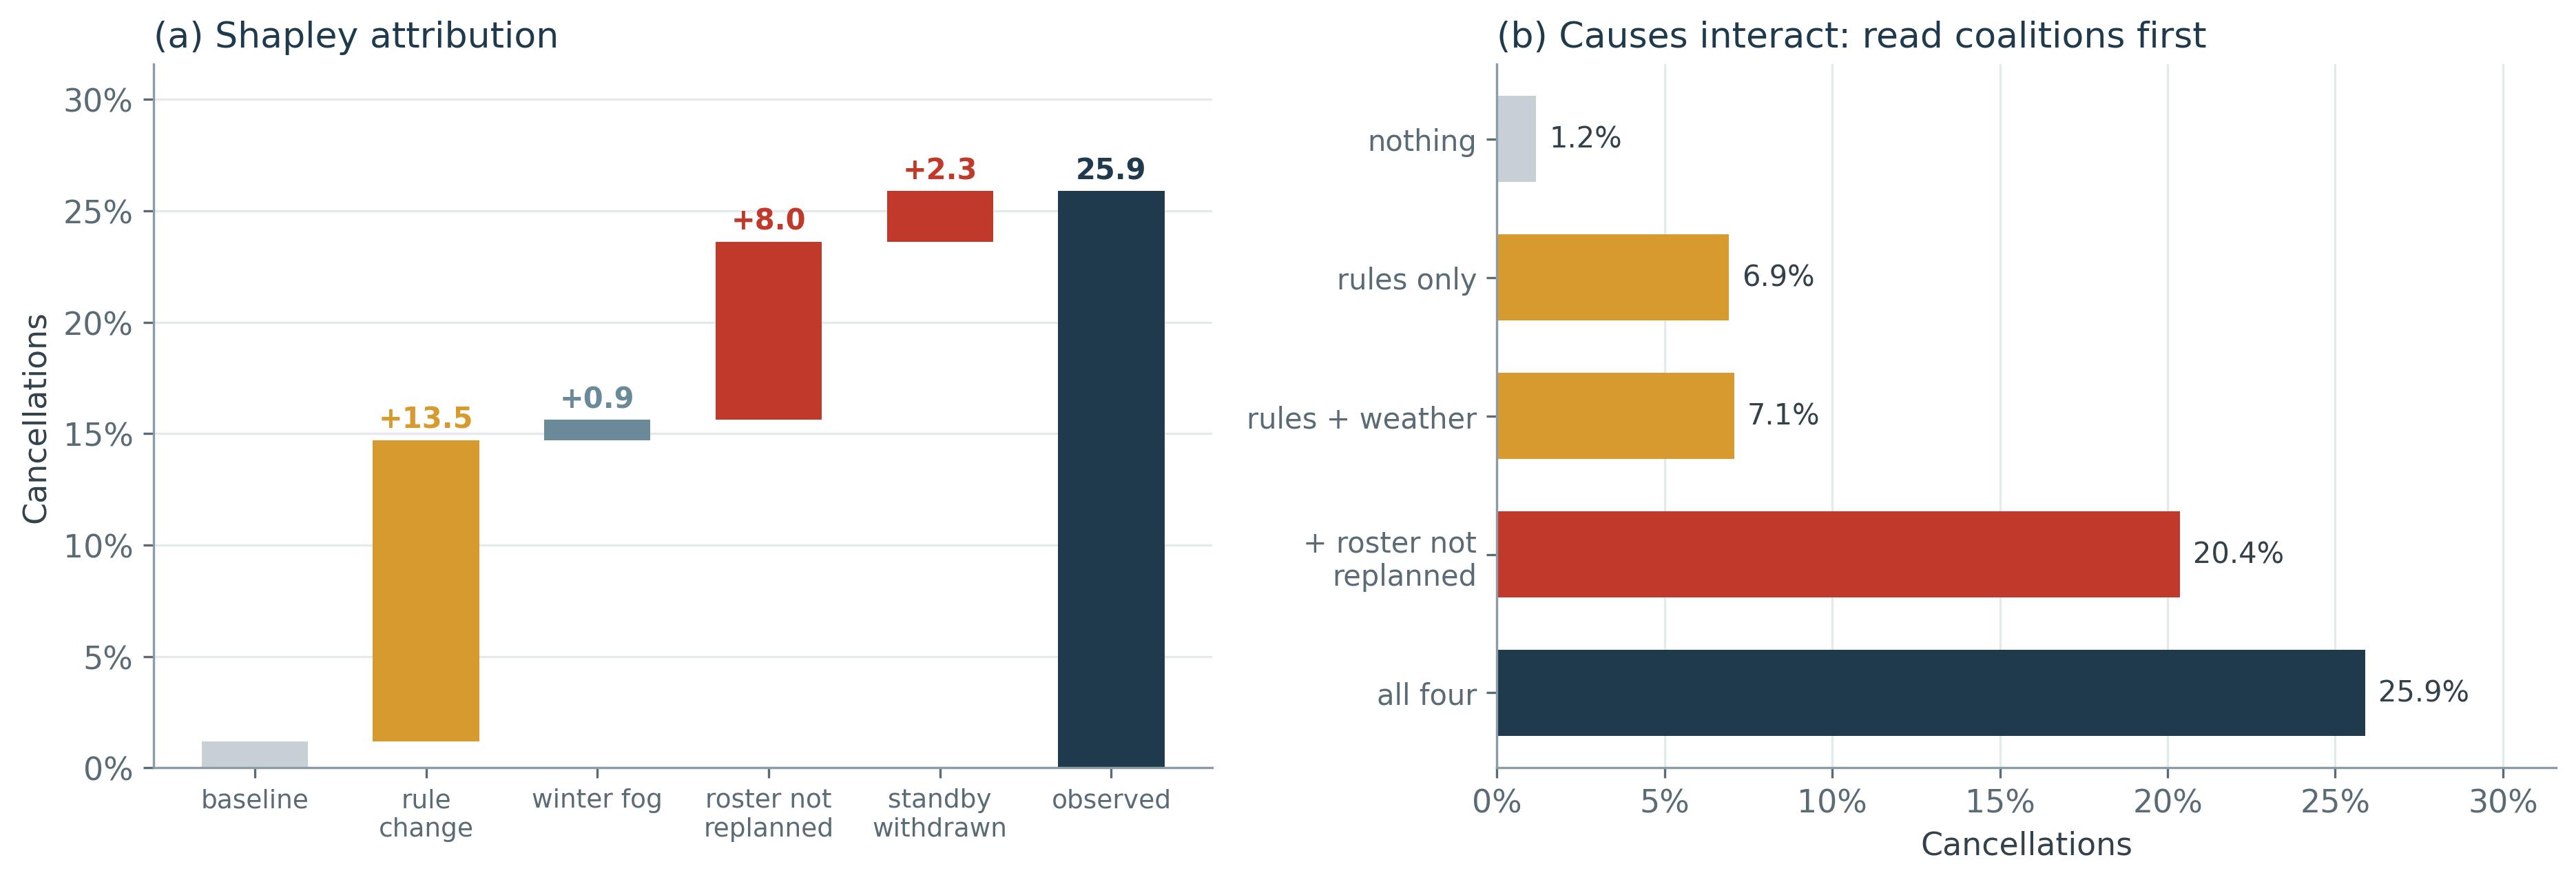 (a) Shapley attribution
Cancellations
30%
25%
20%
15%
10%
5%
0%
+13.5
+0.9
+8.0
+2.3
25.9
baseline
rule
change
winter fog
roster not
replanned
standby
withdrawn
observed
(b) Causes interact: read coalitions first
nothing
1.2%
rules only
6.9%
rules + weather
7.1%
+ roster not
replanned
20.4%
all four
25.9%
0%
5%
10%
15%
20%
25%
30%
Cancellations